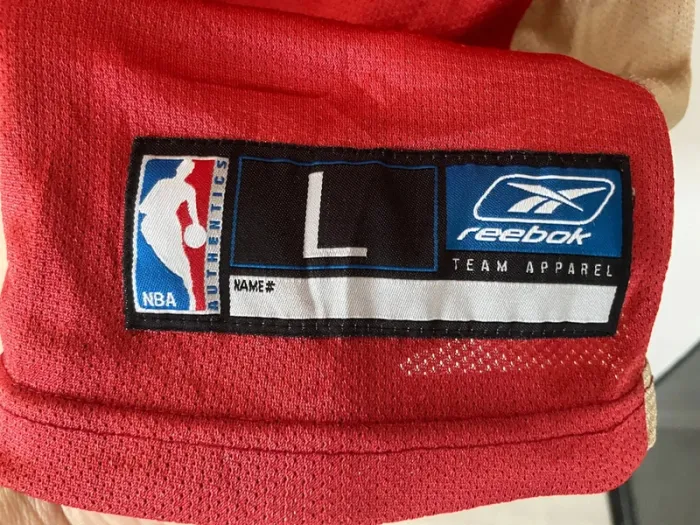 NBA
AUTHENTICS
L
Reebok
TEAM APPAREL
NAME#